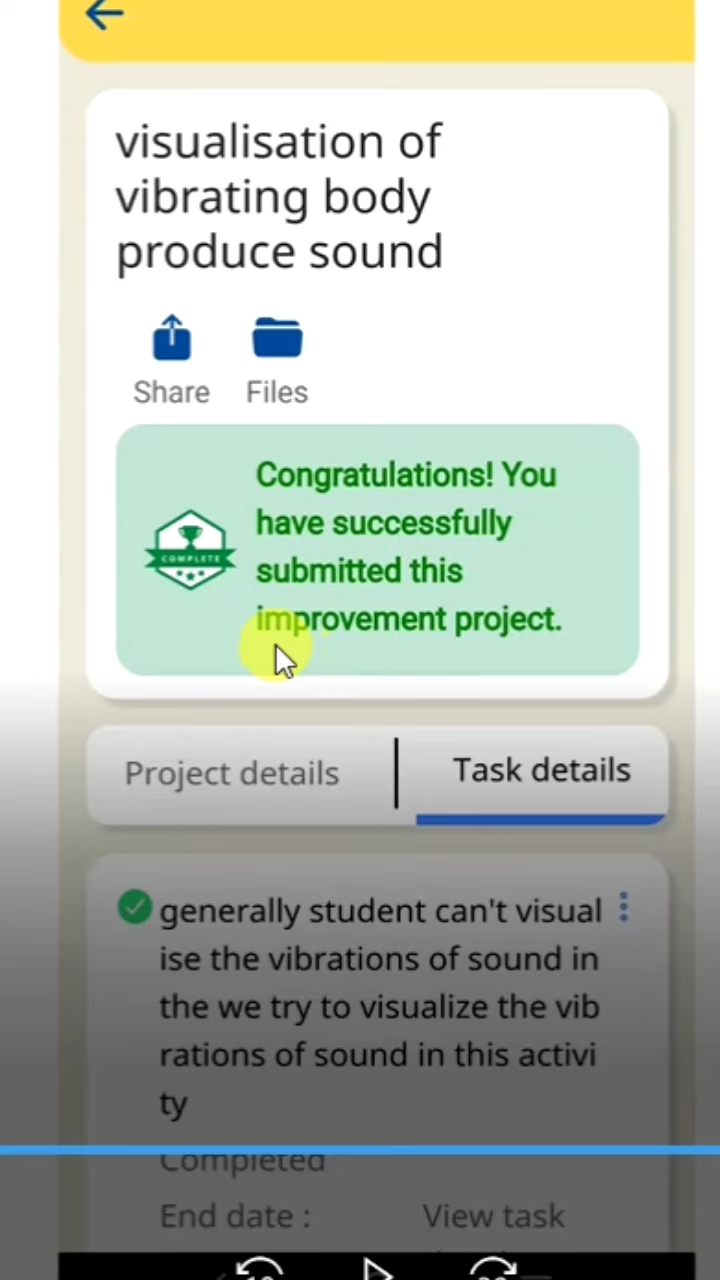 visualisation of
vibrating body
produce sound
Share Files
Congratulations! You
have successfully
submitted this
COMPLETE
improvement project.
Project details Task details
generally student can't visual
ise the vibrations of sound in
the we try to visualize the vib
rations of sound in this activi
ty
Completed
End date : View task